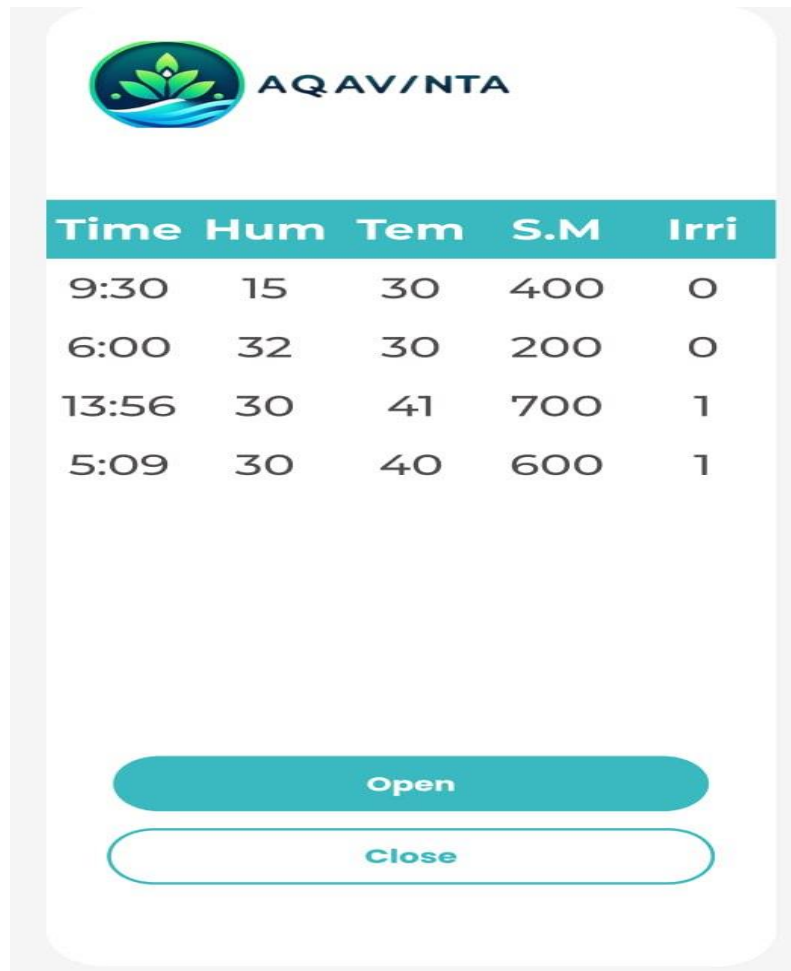 AQAV/NTA
Time Hum Tem S.M Irri
9:30 15 30 400 0
6:00 32 30 200 0
13:56 30 41 700 1
5:09 30 40 600 1
Open
Close